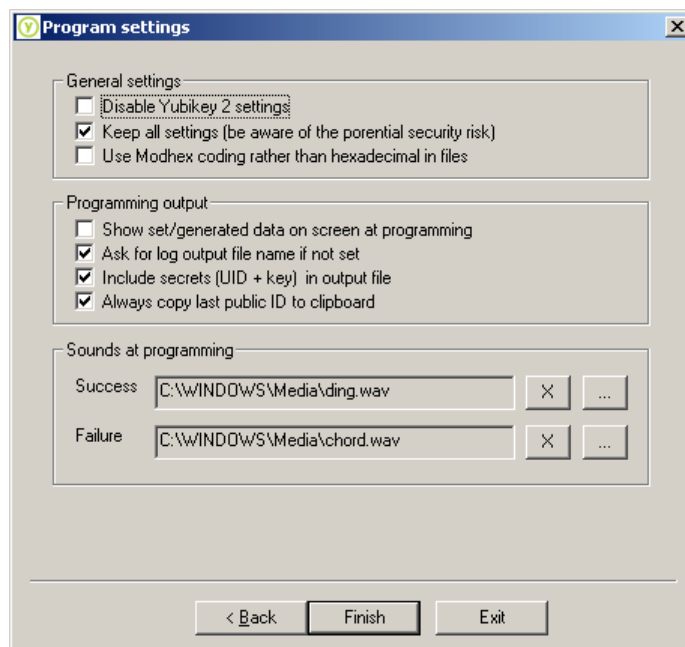 Program settings
General settings
Disable Yubikey 2 settings
Keep all settings (be aware of the porential security risk)
Use Modhex coding rather than hexadecimal in files
Programming output
Show set/generated data on screen at programming
Ask for log output file name if not set
Include secrets (UID + key) in output file
Always copy last public ID to clipboard
Sounds at programming
Success C:\WINDOWS\Media\ding.wav X ...
Failure C:\WINDOWS\Media\chord.wav X ...
< Back Finish Exit